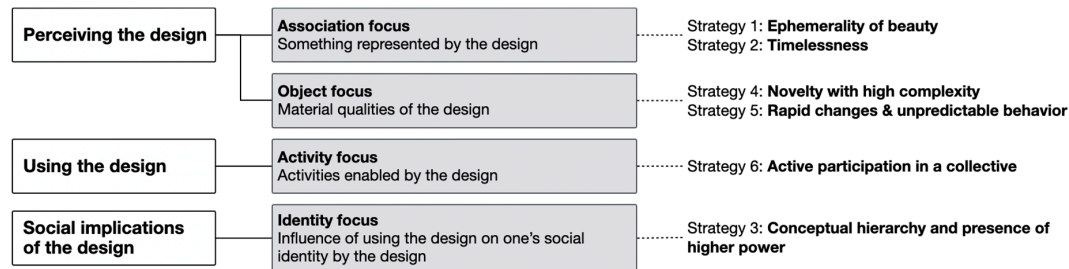 Perceiving the design
Association focus
Something represented by the design
Strategy 1: Ephemerality of beauty
Strategy 2: Timelessness
Object focus
Material qualities of the design
Strategy 4: Novelty with high complexity
Strategy 5: Rapid changes & unpredictable behavior
Using the design
Activity focus
Activities enabled by the design
Strategy 6: Active participation in a collective
Social implications
of the design
Identity focus
Influence of using the design on one's social
identity by the design
Strategy 3: Conceptual hierarchy and presence of
higher power